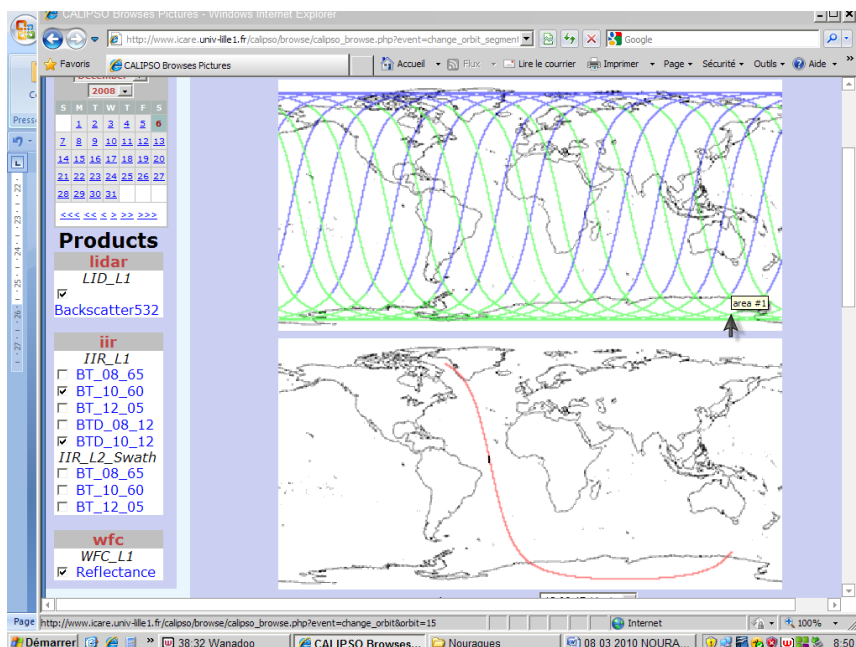 CALIPSO Browses Pictures - Windows Internet Explorer
http://www.icare.univ-lille1.fr/calipso/browse/calipso_browse.php?event=change_orbit_segment
Google
Favoris CALIPSO Browses Pictures Accueil Flux Lire le courrier Imprimer Page Sécurité Outils Aide »
December
2008
S M T W T F S
1 2 3 4 5 6
7 8 9 10 11 12 13
14 15 16 17 18 19 20
21 22 23 24 25 26 27
28 29 30 31
<<< << < > >> >>>
Products
lidar
LID_L1
Backscatter532
iir
IIR_L1
BT_08_65
BT_10_60
BT_12_05
BTD_08_12
BTD_10_12
IIR_L2_Swath
BT_08_65
BT_10_60
BT_12_05
wfc
WFC_L1
Reflectance
area #1
Page
http://www.icare.univ-lille1.fr/calipso/browse/calipso_browse.php?event=change_orbit&orbit=15 Internet 100%
Démarrer » 38:32 Wanadoo CALIPSO Browses... Nouragues 08 03 2010 NOURA... 8:50